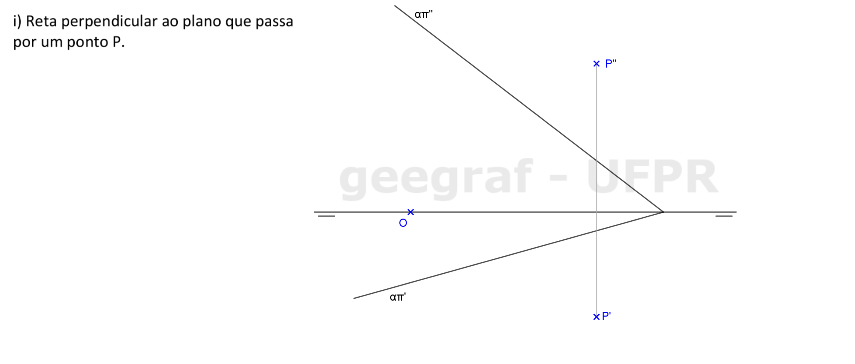 i) Reta perpendicular ao plano que passa
por um ponto P.
απ"
P"
geegraf - UFPR
O
απ'
P'